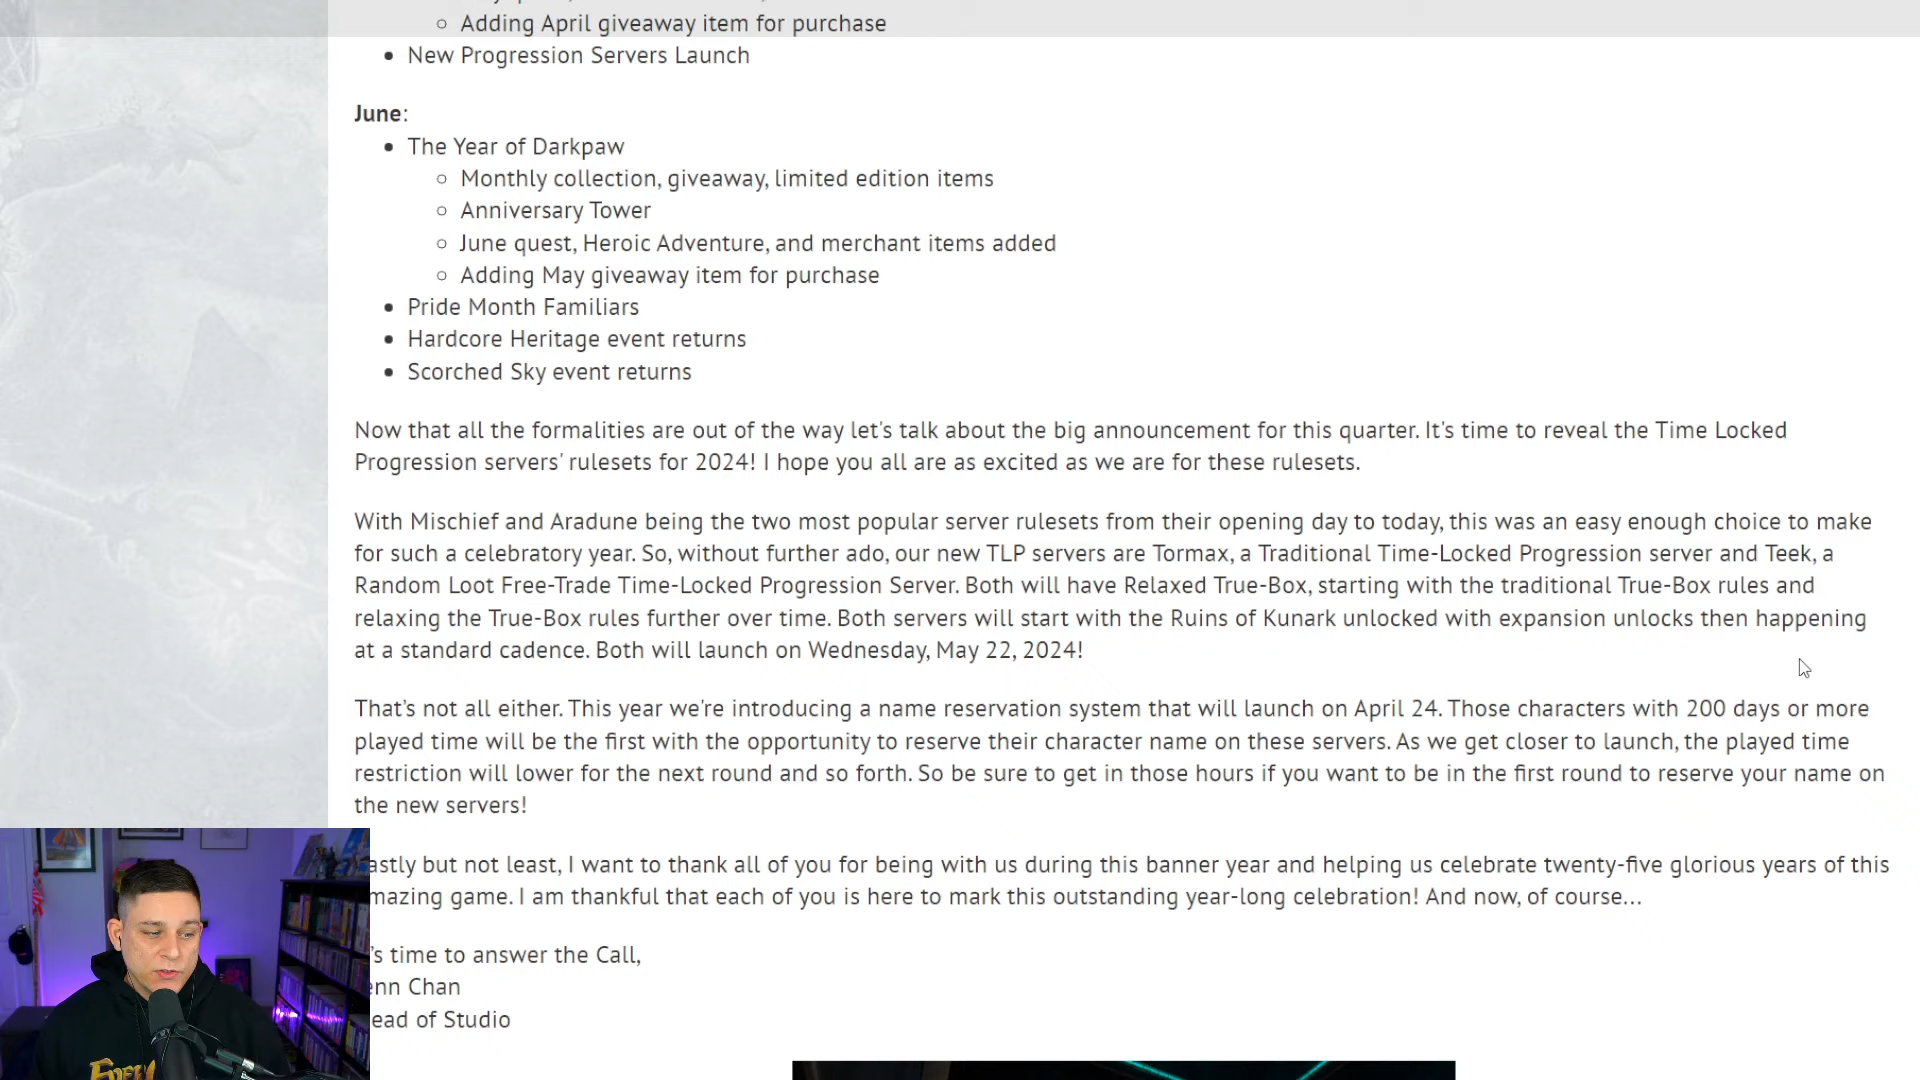 Adding April giveaway item for purchase
New Progression Servers Launch
June:
The Year of Darkpaw
Monthly collection, giveaway, limited edition items
Anniversary Tower
June quest, Heroic Adventure, and merchant items added
Adding May giveaway item for purchase
Pride Month Familiars
Hardcore Heritage event returns
Scorched Sky event returns
Now that all the formalities are out of the way let's talk about the big announcement for this quarter. It's time to reveal the Time Locked
Progression servers' rulesets for 2024! I hope you all are as excited as we are for these rulesets.
With Mischief and Aradune being the two most popular server rulesets from their opening day to today, this was an easy enough choice to make
for such a celebratory year. So, without further ado, our new TLP servers are Tormax, a Traditional Time-Locked Progression server and Teek, a
Random Loot Free-Trade Time-Locked Progression Server. Both will have Relaxed True-Box, starting with the traditional True-Box rules and
relaxing the True-Box rules further over time. Both servers will start with the Ruins of Kunark unlocked with expansion unlocks then happening
at a standard cadence. Both will launch on Wednesday, May 22, 2024!
That’s not all either. This year we're introducing a name reservation system that will launch on April 24. Those characters with 200 days or more
played time will be the first with the opportunity to reserve their character name on these servers. As we get closer to launch, the played time
restriction will lower for the next round and so forth. So be sure to get in those hours if you want to be in the first round to reserve your name on
the new servers!
astly but not least, I want to thank all of you for being with us during this banner year and helping us celebrate twenty-five glorious years of this
mazing game. I am thankful that each of you is here to mark this outstanding year-long celebration! And now, of course...
's time to answer the Call,
enn Chan
ead of Studio